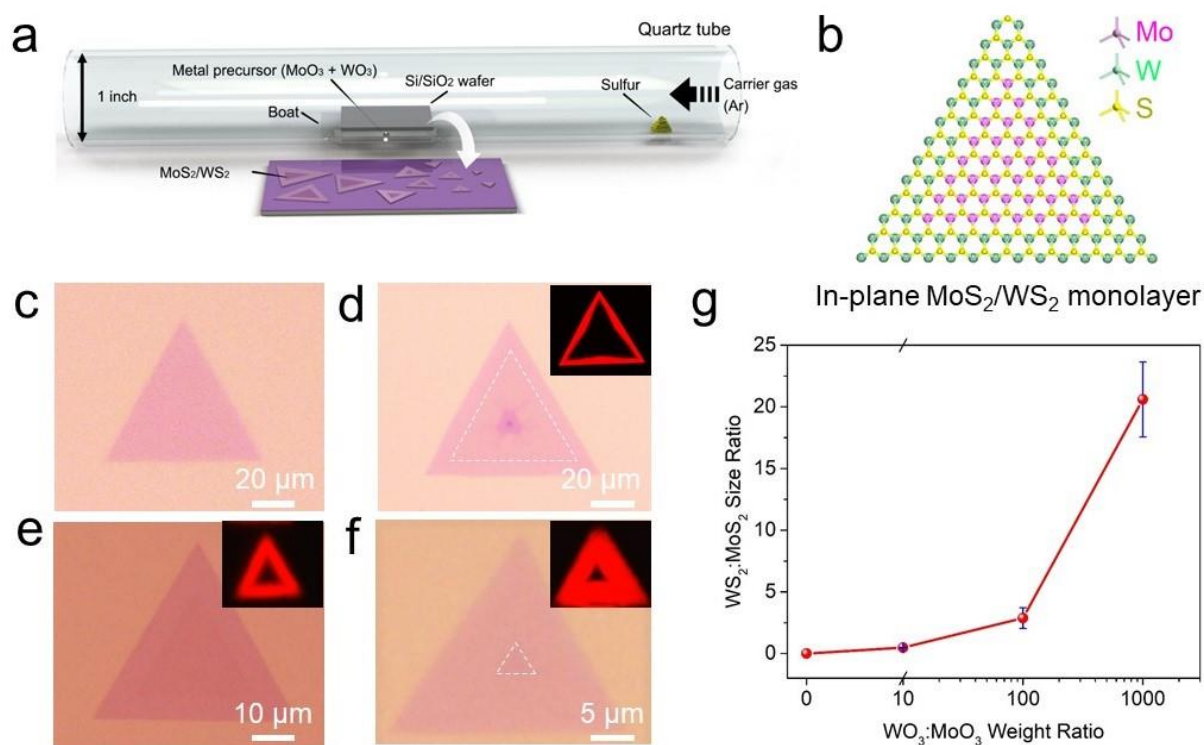 a
Quartz tube
Metal precursor (MoO₃ + WO₃)
Si/SiO₂ wafer
Sulfur
Carrier gas
(Ar)
1 inch
Boat
MoS₂/WS₂
b
Mo
W
S
In-plane MoS₂/WS₂ monolayer
c
20 µm
d
20 µm
e
10 µm
f
5 µm
g
WS₂:MoS₂ Size Ratio
25
20
15
10
5
0
0
10
100
1000
WO₃:MoO₃ Weight Ratio